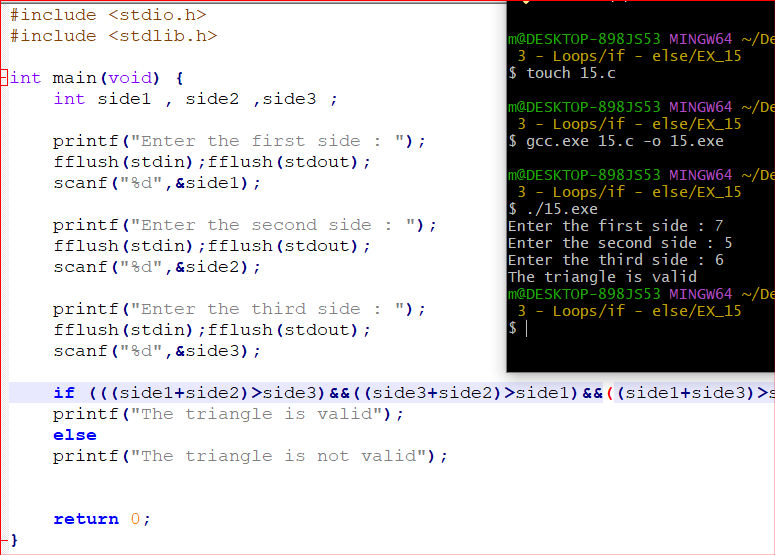 #include <stdio.h>
#include <stdlib.h>
int main(void) {
int side1 , side2 ,side3 ;
printf("Enter the first side : ");
fflush(stdin);fflush(stdout);
scanf("%d",&side1);
printf("Enter the second side : ");
fflush(stdin);fflush(stdout);
scanf("%d",&side2);
printf("Enter the third side : ");
fflush(stdin);fflush(stdout);
scanf("%d",&side3);
if (((side1+side2)>side3)&&((side3+side2)>side1)&&((side1+side3)>s
printf("The triangle is valid");
else
printf("The triangle is not valid");
return 0;
}
m@DESKTOP-898JS53 MINGW64 ~/De
3 - Loops/if - else/EX_15
$ touch 15.c
m@DESKTOP-898JS53 MINGW64 ~/De
3 - Loops/if - else/EX_15
$ gcc.exe 15.c -o 15.exe
m@DESKTOP-898JS53 MINGW64 ~/De
3 - Loops/if - else/EX_15
$ ./15.exe
Enter the first side : 7
Enter the second side : 5
Enter the third side : 6
The triangle is valid
m@DESKTOP-898JS53 MINGW64 ~/De
3 - Loops/if - else/EX_15
$